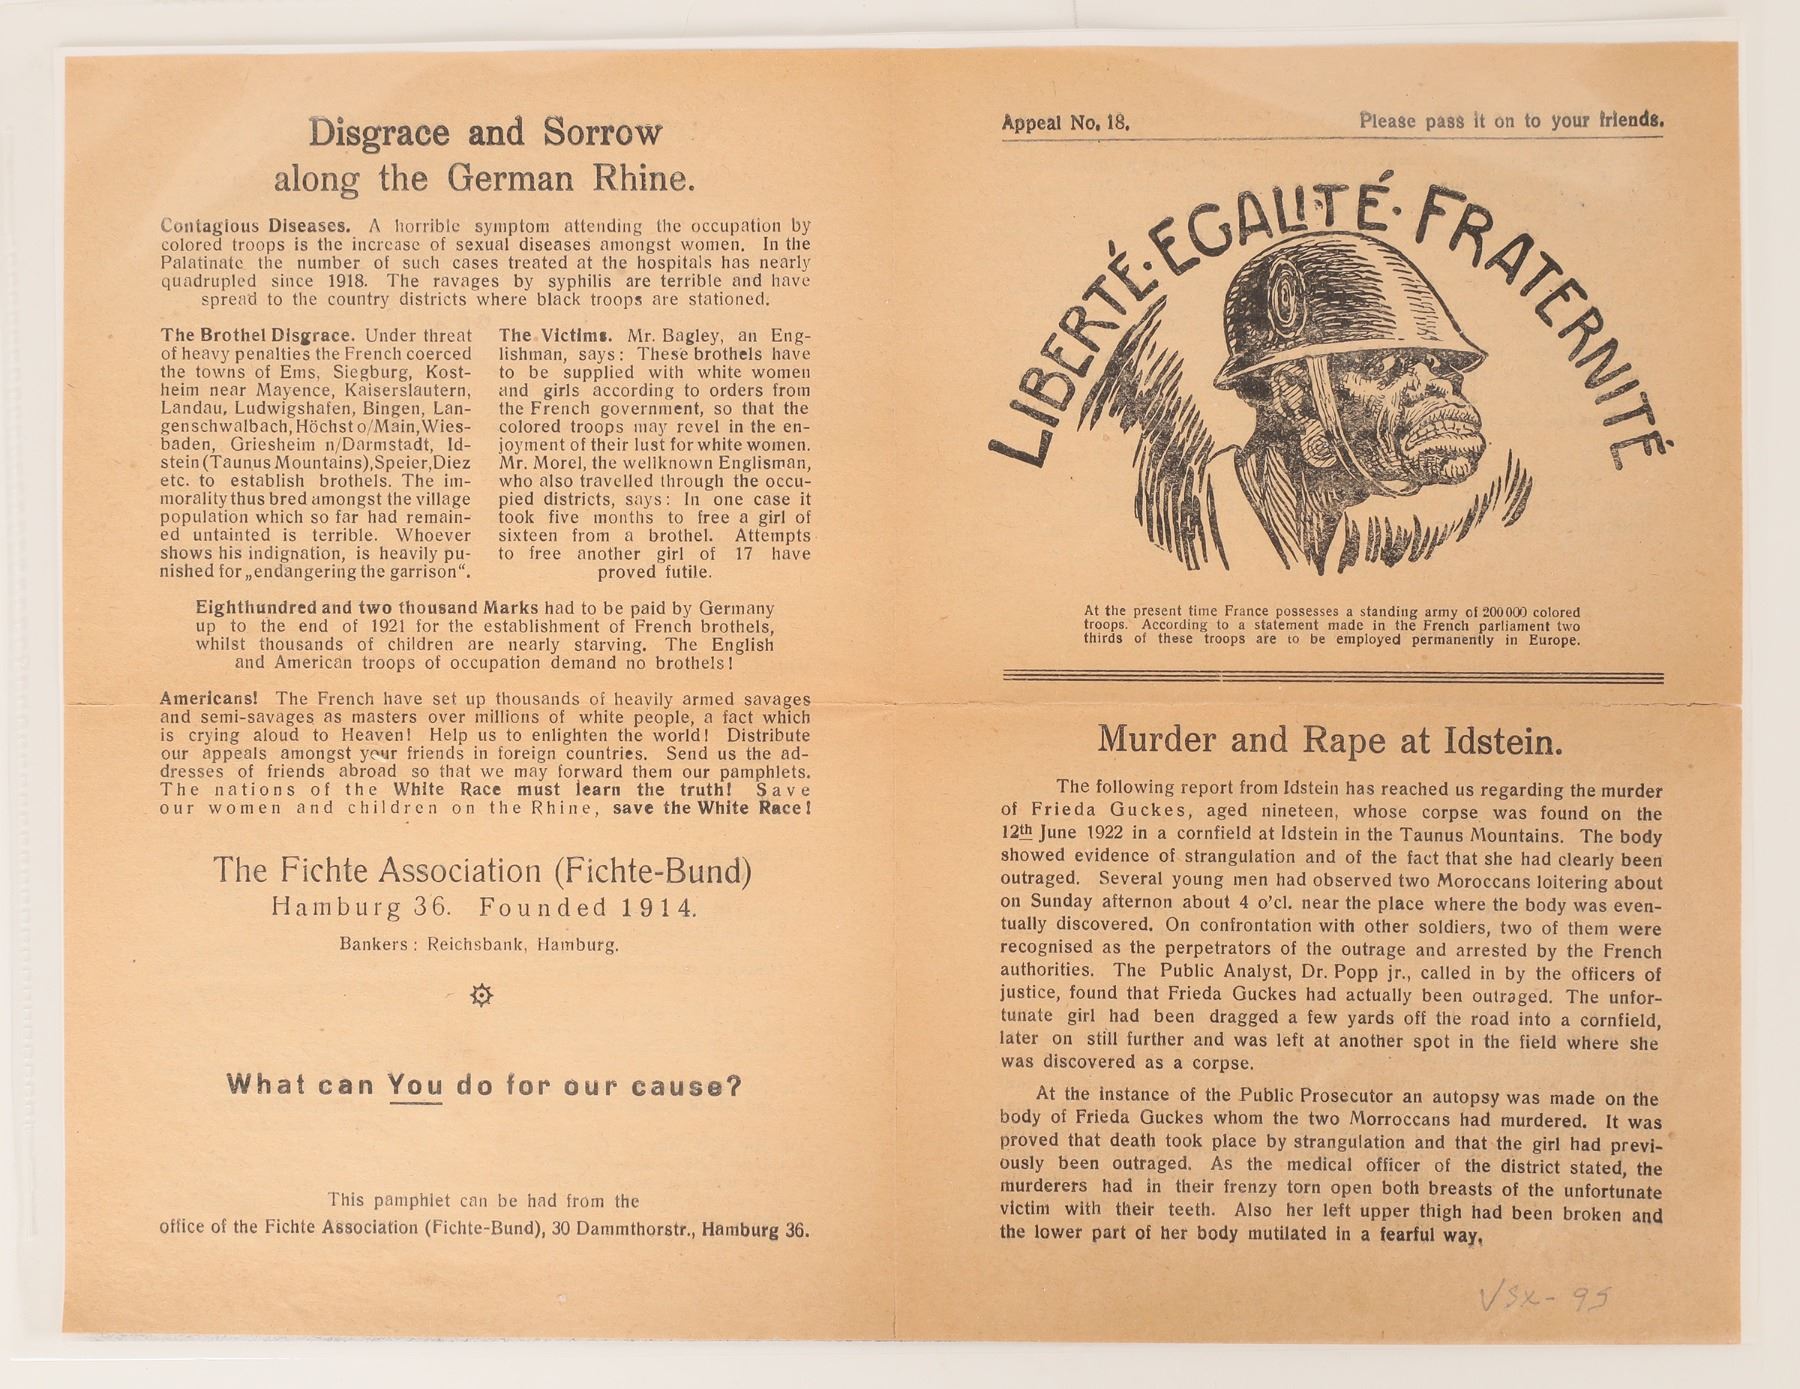 Disgrace and Sorrow
along the German Rhine.
Contagious Diseases. A horrible symptom attending the occupation by
colored troops is the increase of sexual diseases amongst women. In the
Palatinate the number of such cases treated at the hospitals has nearly
quadrupled since 1918. The ravages by syphilis are terrible and have
spread to the country districts where black troops are stationed.
The Brothel Disgrace. Under threat
of heavy penalties the French coerced
the towns of Ems, Siegburg, Kost-
heim near Mayence, Kaiserslautern,
Landau, Ludwigshafen, Bingen, Lan-
genschwalbach, Höchst o/Main, Wies-
baden, Griesheim n/Darmstadt, Id-
stein (Taunus Mountains), Speier, Diez
etc. to establish brothels. The im-
morality thus bred amongst the village
population which so far had remain-
ed untainted is terrible. Whoever
shows his indignation, is heavily pu-
nished for „endangering the garrison“.
The Victims. Mr. Bagley, an Eng-
lishman, says: These brothels have
to be supplied with white women
and girls according to orders from
the French government, so that the
colored troops may revel in the en-
joyment of their lust for white women.
Mr. Morel, the wellknown Englisman,
who also travelled through the occu-
pied districts, says: In one case it
took five months to free a girl of
sixteen from a brothel. Attempts
to free another girl of 17 have
proved futile.
Eighthundred and two thousand Marks had to be paid by Germany
up to the end of 1921 for the establishment of French brothels,
whilst thousands of children are nearly starving. The English
and American troops of occupation demand no brothels!
Americans! The French have set up thousands of heavily armed savages
and semi-savages as masters over millions of white people, a fact which
is crying aloud to Heaven! Help us to enlighten the world! Distribute
our appeals amongst your friends in foreign countries. Send us the ad-
dresses of friends abroad so that we may forward them our pamphlets.
The nations of the White Race must learn the truth! Save
our women and children on the Rhine, save the White Race!
The Fichte Association (Fichte-Bund)
Hamburg 36. Founded 1914.
Bankers: Reichsbank, Hamburg.
What can You do for our cause?
This pamphlet can be had from the
office of the Fichte Association (Fichte-Bund), 30 Dammthorstr., Hamburg 36.
Appeal No. 18. Please pass it on to your friends.
LIBERTÉ · EGALITÉ · FRATERNITÉ
At the present time France possesses a standing army of 200000 colored
troops. According to a statement made in the French parliament two
thirds of these troops are to be employed permanently in Europe.
Murder and Rape at Idstein.
The following report from Idstein has reached us regarding the murder
of Frieda Guckes, aged nineteen, whose corpse was found on the
12th June 1922 in a cornfield at Idstein in the Taunus Mountains. The body
showed evidence of strangulation and of the fact that she had clearly been
outraged. Several young men had observed two Moroccans loitering about
on Sunday afternon about 4 o'cl. near the place where the body was even-
tually discovered. On confrontation with other soldiers, two of them were
recognised as the perpetrators of the outrage and arrested by the French
authorities. The Public Analyst, Dr. Popp jr., called in by the officers of
justice, found that Frieda Guckes had actually been outraged. The unfor-
tunate girl had been dragged a few yards off the road into a cornfield,
later on still further and was left at another spot in the field where she
was discovered as a corpse.
At the instance of the Public Prosecutor an autopsy was made on the
body of Frieda Guckes whom the two Morroccans had murdered. It was
proved that death took place by strangulation and that the girl had previ-
ously been outraged. As the medical officer of the district stated, the
murderers had in their frenzy torn open both breasts of the unfortunate
victim with their teeth. Also her left upper thigh had been broken and
the lower part of her body mutilated in a fearful way.